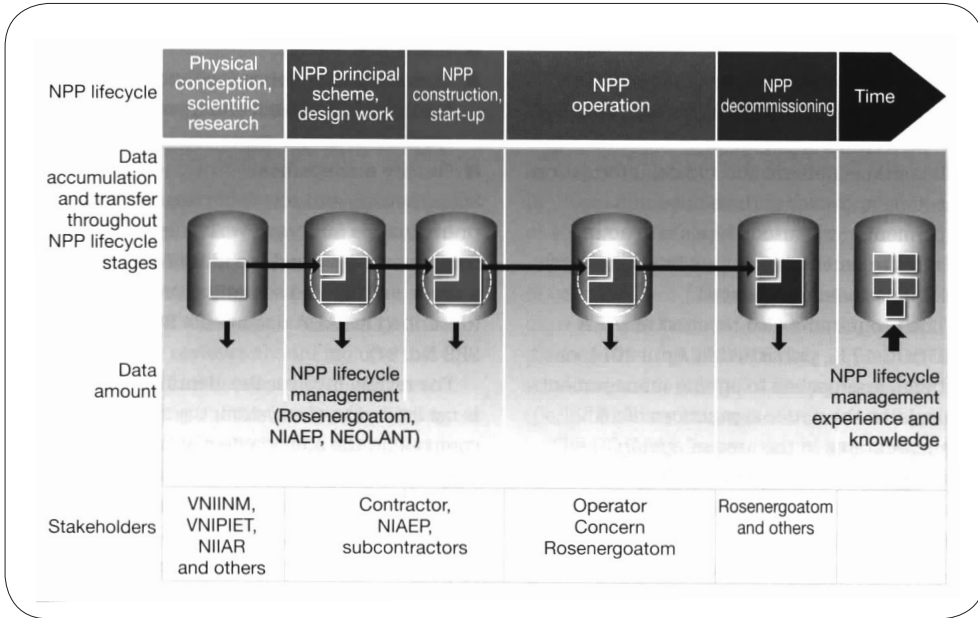 NPP lifecycle
Physical
conception,
scientific
research
NPP principal
scheme,
design work
NPP
construction,
start-up
NPP
operation
NPP
decommissioning
Time
Data
accumulation
and transfer
throughout
NPP lifecycle
stages
Data
amount
NPP lifecycle
management
(Rosenergoatom,
NIAEP, NEOLANT)
NPP lifecycle
management
experience and
knowledge
Stakeholders
VNIINM,
VNIPIET,
NIIAR
and others
Contractor,
NIAEP,
subcontractors
Operator
Concern
Rosenergoatom
Rosenergoatom
and others